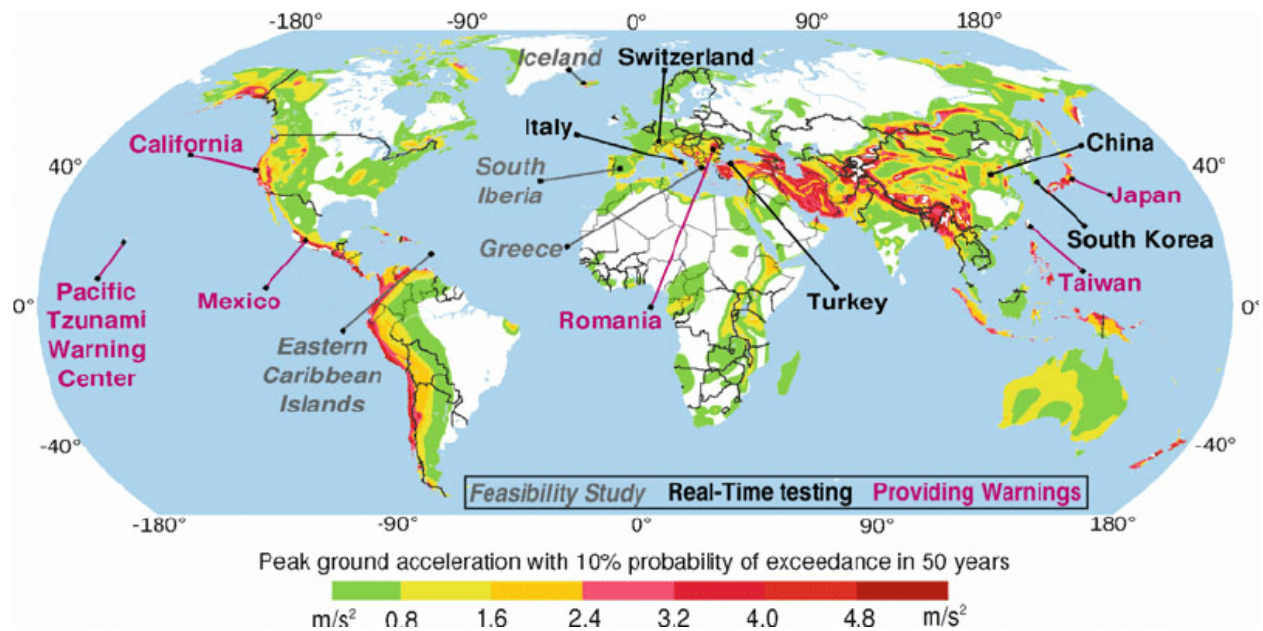 -180° -90° 0° 90° 180°
Iceland Switzerland
Italy
California
China
40° 40°
South
Iberia
Japan
Greece
South Korea
Taiwan
Pacific
Tzunami
Warning
Center
Mexico
Turkey
0° 0°
Romania
Eastern
Caribbean
Islands
-40° -40°
Feasibility Study Real-Time testing Providing Warnings
-180° -90° 0° 90° 180°
Peak ground acceleration with 10% probability of exceedance in 50 years
m/s² 0.8 1.6 2.4 3.2 4.0 4.8 m/s²